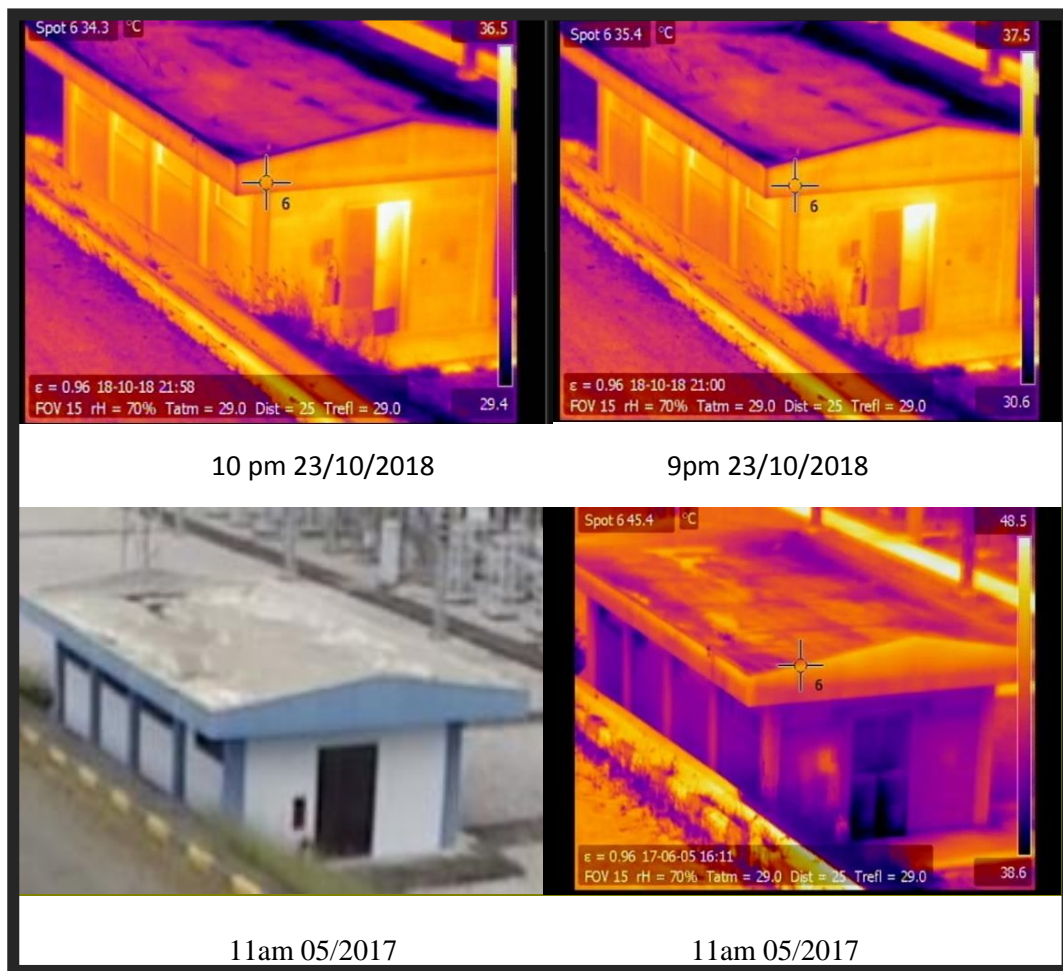 Spot 6 34.3 °C 36.5
ε = 0.96 18-10-18 21:58
FOV 15 rH = 70% Tatm = 29.0 Dist = 25 Trefl = 29.0 29.4
6
Spot 6 35.4 °C 37.5
ε = 0.96 18-10-18 21:00
FOV 15 rH = 70% Tatm = 29.0 Dist = 25 Trefl = 29.0 30.6
6
10 pm 23/10/2018
9pm 23/10/2018
Spot 6 45.4 °C 48.5
6
ε = 0.96 17-06-05 16:11
FOV 15 rH = 70% Tatm = 29.0 Dist = 25 Trefl = 29.0 38.6
11am 05/2017
11am 05/2017